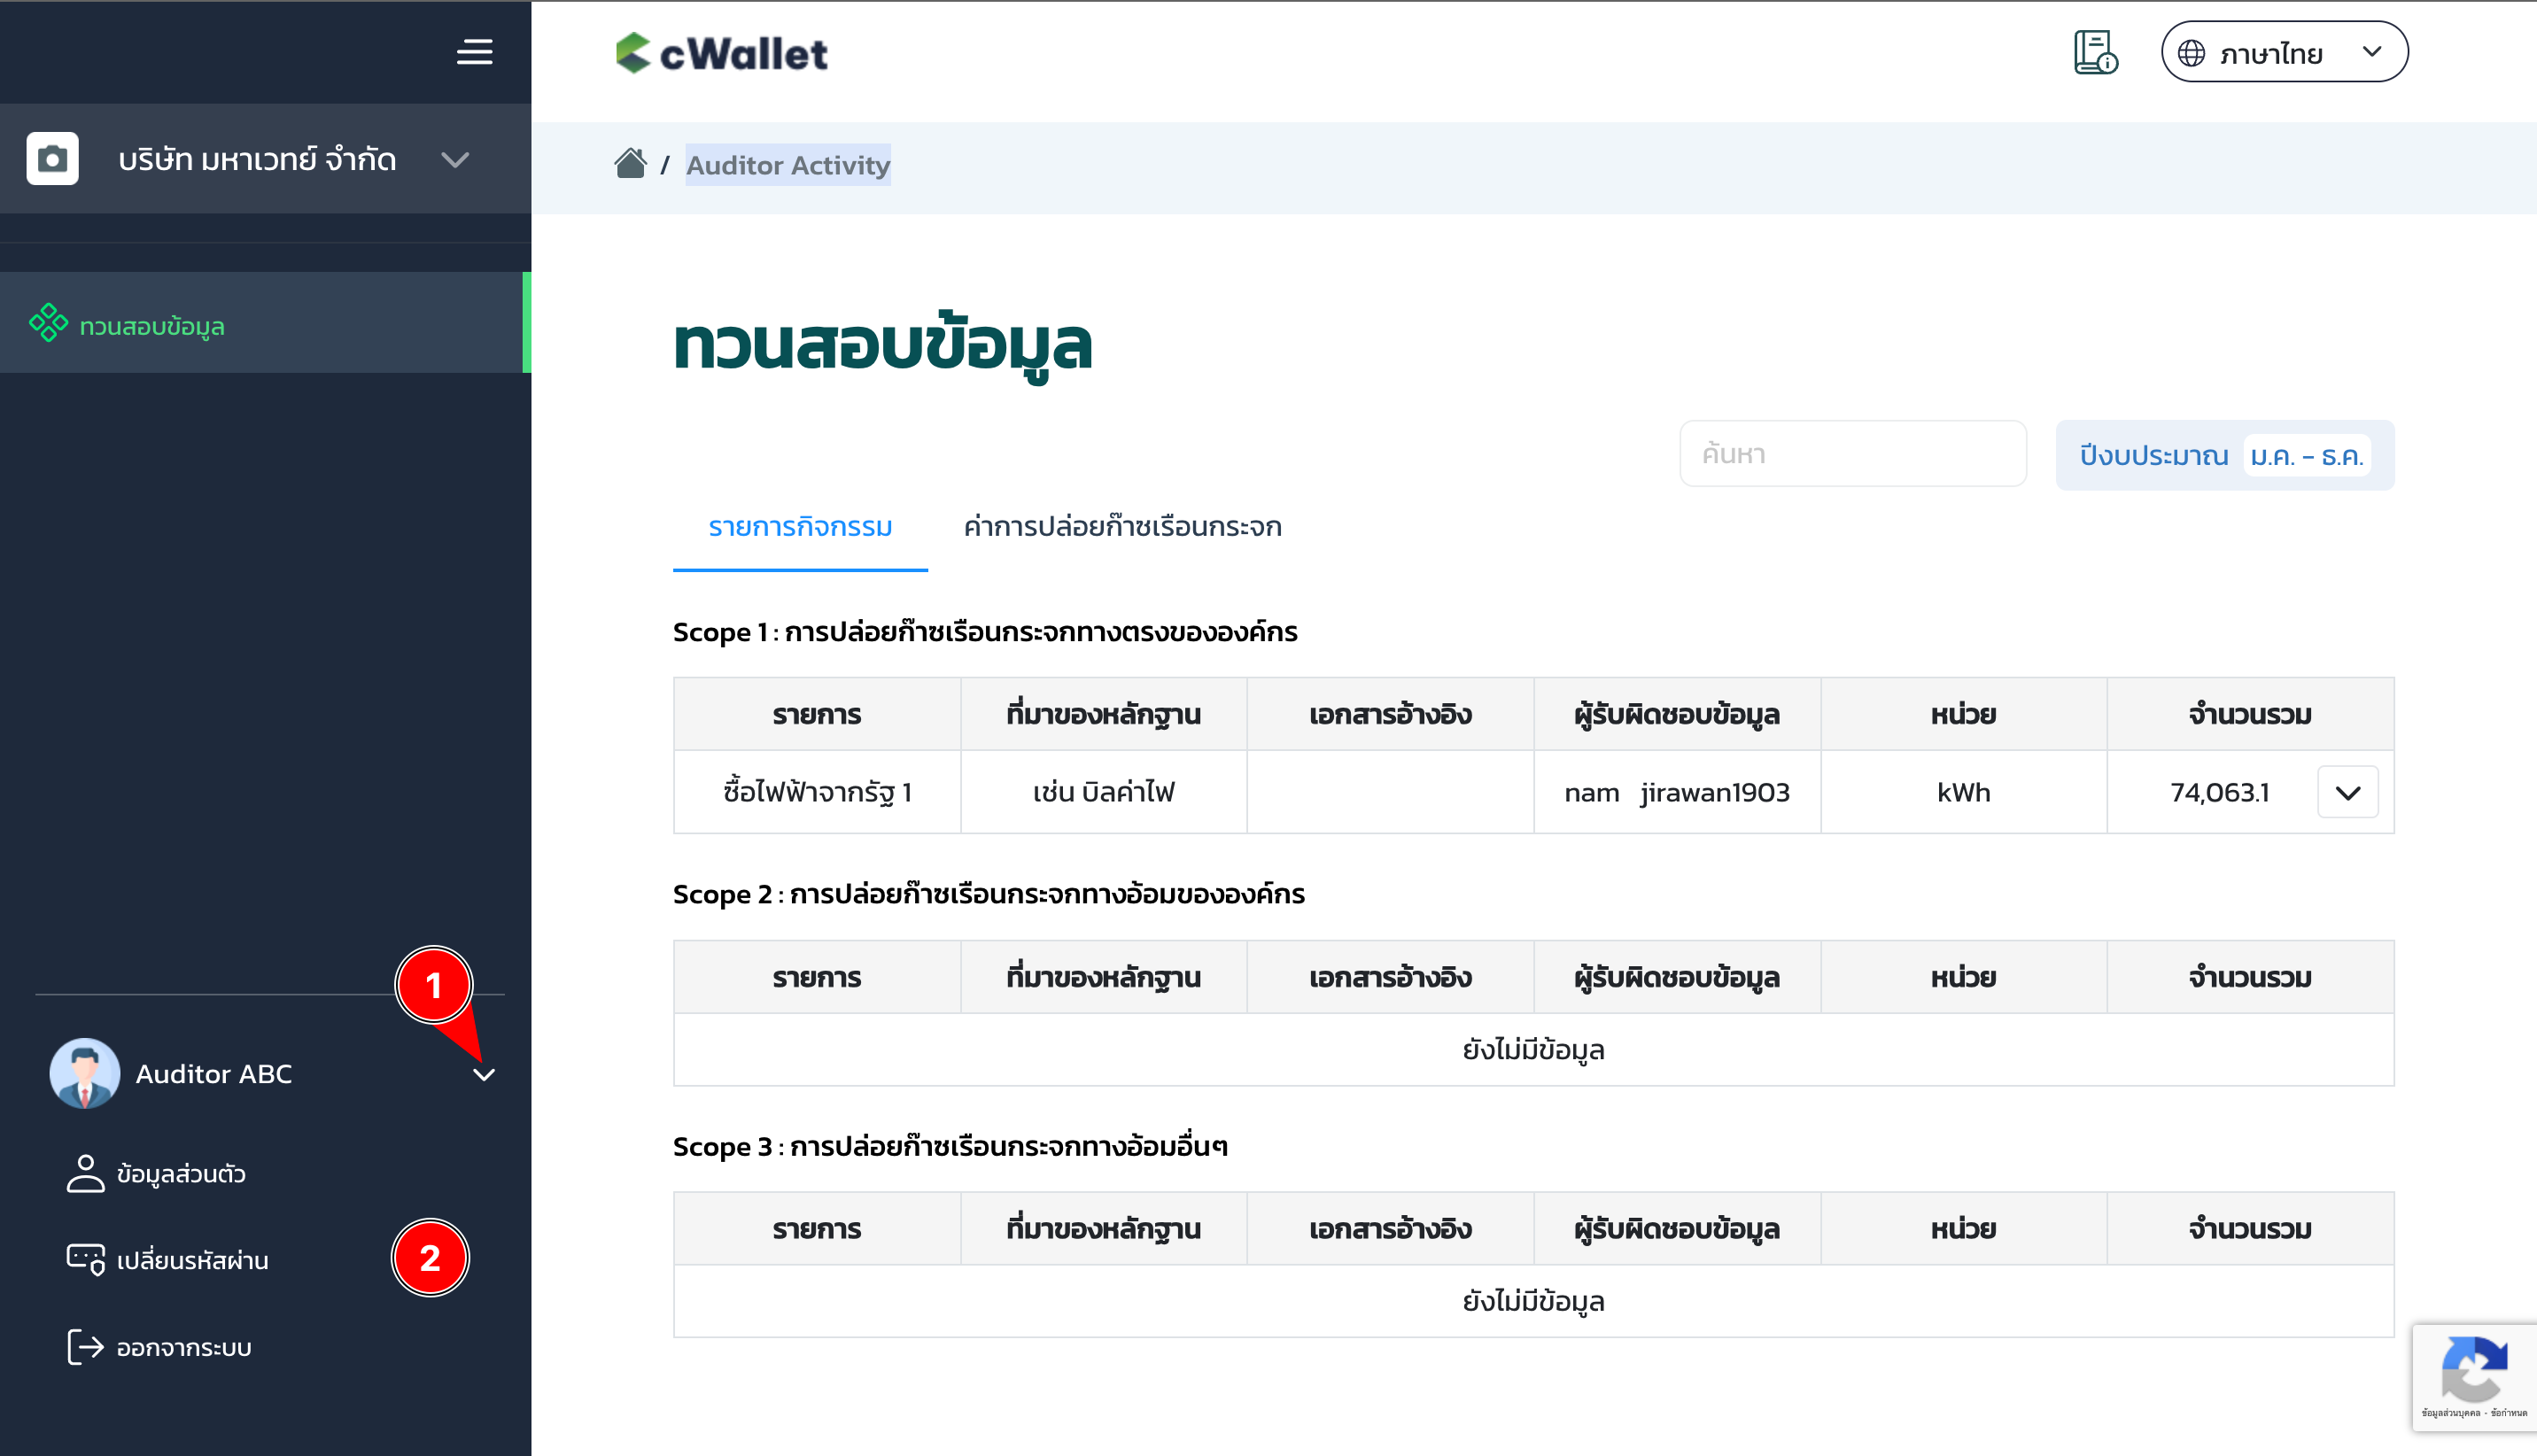 cWallet
ภาษาไทย
บริษัท มหาเวทย์ จำกัด
/ Auditor Activity
ทวนสอบข้อมูล
ทวนสอบข้อมูล
ค้นหา
ปีงบประมาณ ม.ค. - ธ.ค.
รายการกิจกรรม ค่าการปล่อยก๊าซเรือนกระจก
Scope 1 : การปล่อยก๊าซเรือนกระจกทางตรงขององค์กร
รายการ ที่มาของหลักฐาน เอกสารอ้างอิง ผู้รับผิดชอบข้อมูล หน่วย จำนวนรวม
ซื้อไฟฟ้าจากรัฐ 1 เช่น บิลค่าไฟ nam jirawan1903 kWh 74,063.1
Scope 2 : การปล่อยก๊าซเรือนกระจกทางอ้อมขององค์กร
รายการ ที่มาของหลักฐาน เอกสารอ้างอิง ผู้รับผิดชอบข้อมูล หน่วย จำนวนรวม
ยังไม่มีข้อมูล
Scope 3 : การปล่อยก๊าซเรือนกระจกทางอ้อมอื่นๆ
รายการ ที่มาของหลักฐาน เอกสารอ้างอิง ผู้รับผิดชอบข้อมูล หน่วย จำนวนรวม
ยังไม่มีข้อมูล
1
Auditor ABC
ข้อมูลส่วนตัว
เปลี่ยนรหัสผ่าน
2
ออกจากระบบ
ข้อมูลส่วนบุคคล - ข้อกำหนด